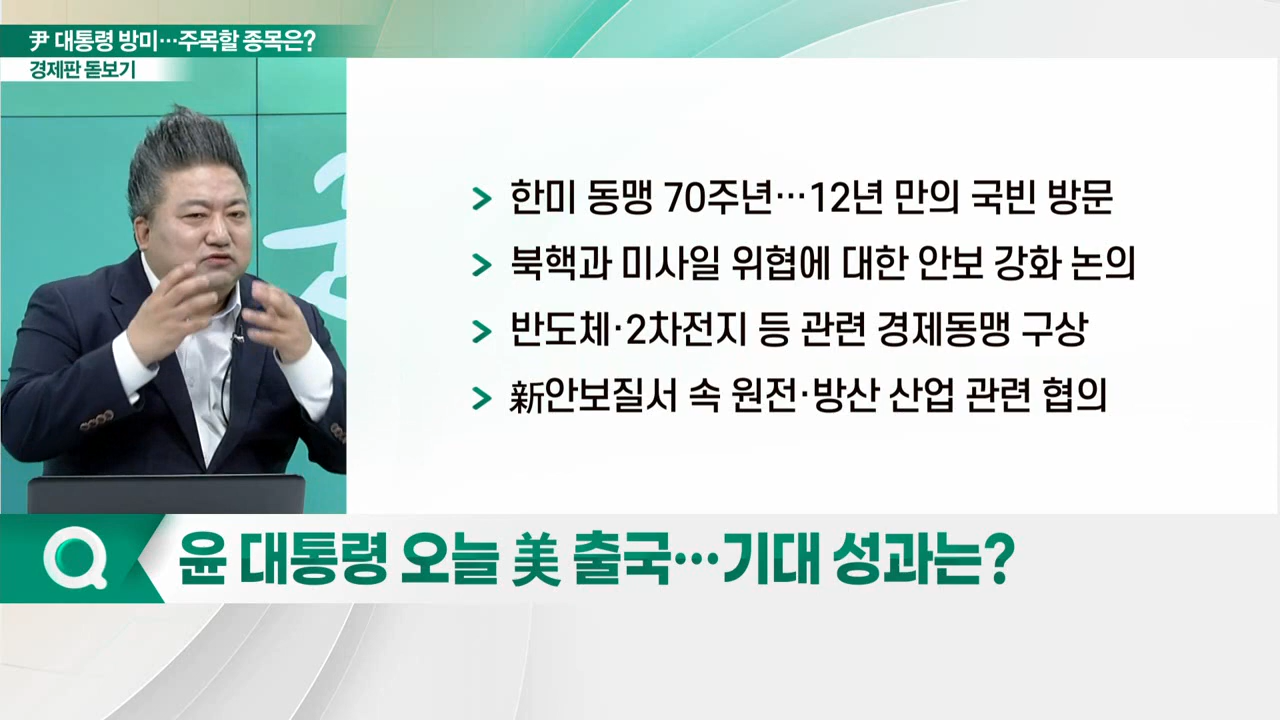 尹 대통령 방미…주목할 종목은?
경제판 돋보기
> 한미 동맹 70주년…12년 만의 국빈 방문
> 북핵과 미사일 위협에 대한 안보 강화 논의
> 반도체·2차전지 등 관련 경제동맹 구상
> 新안보질서 속 원전·방산 산업 관련 협의
Q 윤 대통령 오늘 美 출국…기대 성과는?